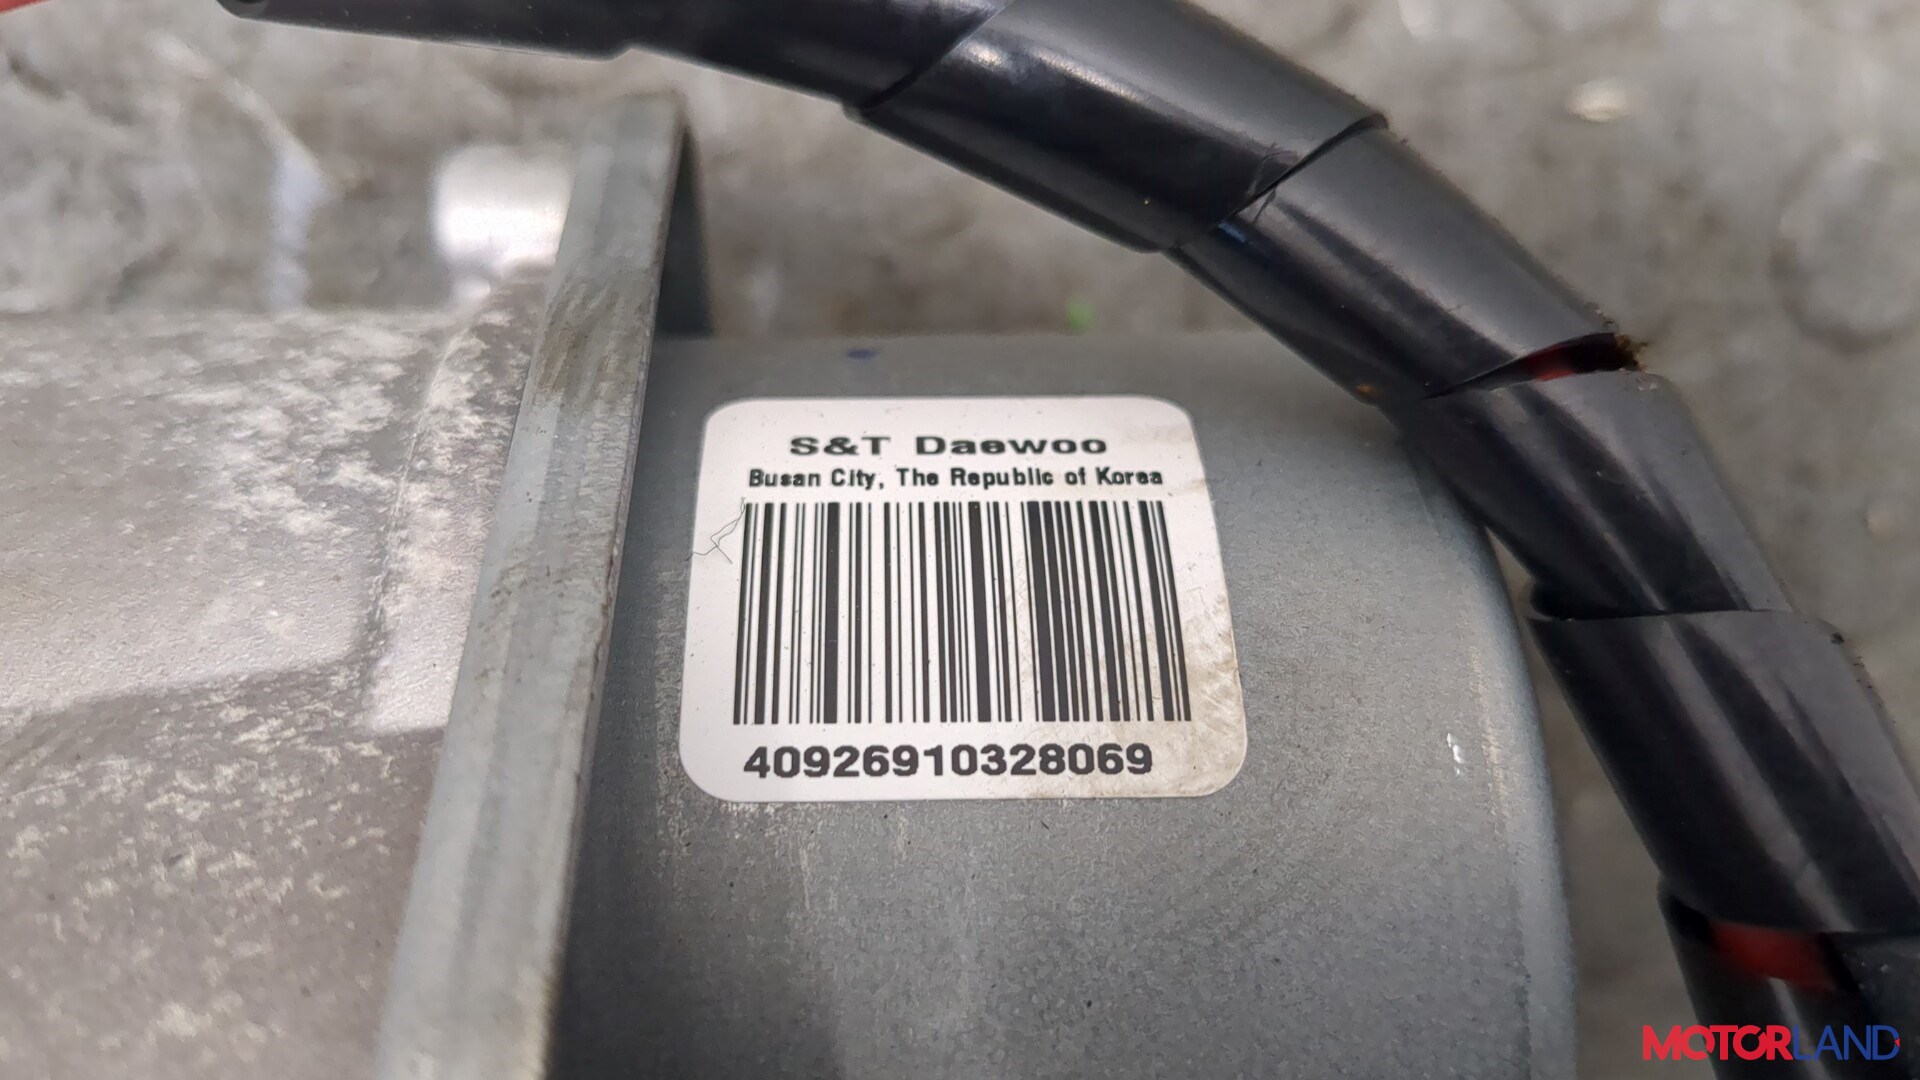 S&T Daewoo
Busan City, The Republic of Korea
40926910328069
MOTORLAND